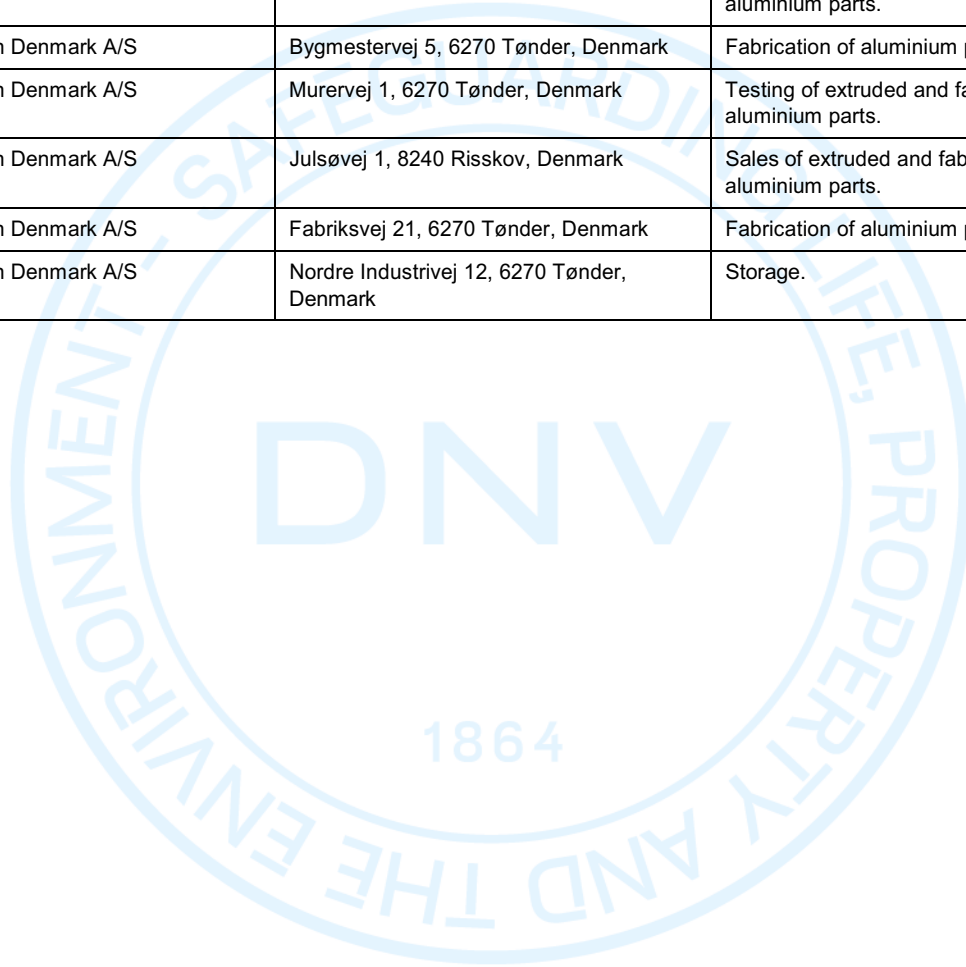 aluminium parts.
Denmark A/S
Bygmestervej 5, 6270 Tønder, Denmark
Fabrication of aluminium
Denmark A/S
Murervej 1, 6270 Tønder, Denmark
Testing of extruded and
aluminium parts.
Denmark A/S
Julsøvej 1, 8240 Risskov, Denmark
Sales of extruded and
aluminium parts.
Denmark A/S
Fabriksvej 21, 6270 Tønder, Denmark
Fabrication of aluminium
Denmark A/S
Nordre Industrivej 12, 6270 Tønder,
Denmark
Storage.
SAFEGUARDING LIFE, PROPERTY AND THE ENVIRONMENT -
DNV
1864